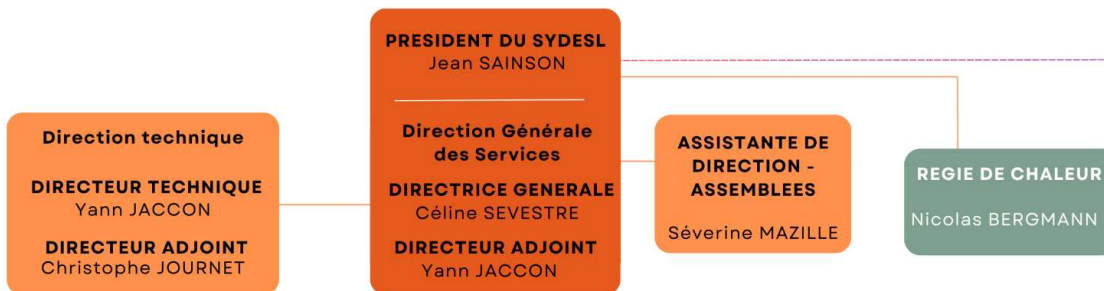 PRESIDENT DU SYDESL
Jean SAINSON
Direction Générale
des Services
DIRECTRICE GENERALE
Céline SEVESTRE
DIRECTEUR ADJOINT
Yann JACCON
Direction technique
DIRECTEUR TECHNIQUE
Yann JACCON
DIRECTEUR ADJOINT
Christophe JOURNET
ASSISTANTE DE
DIRECTION -
ASSEMBLEES
Séverine MAZILLE
REGIE DE CHALEUR
Nicolas BERGMANN